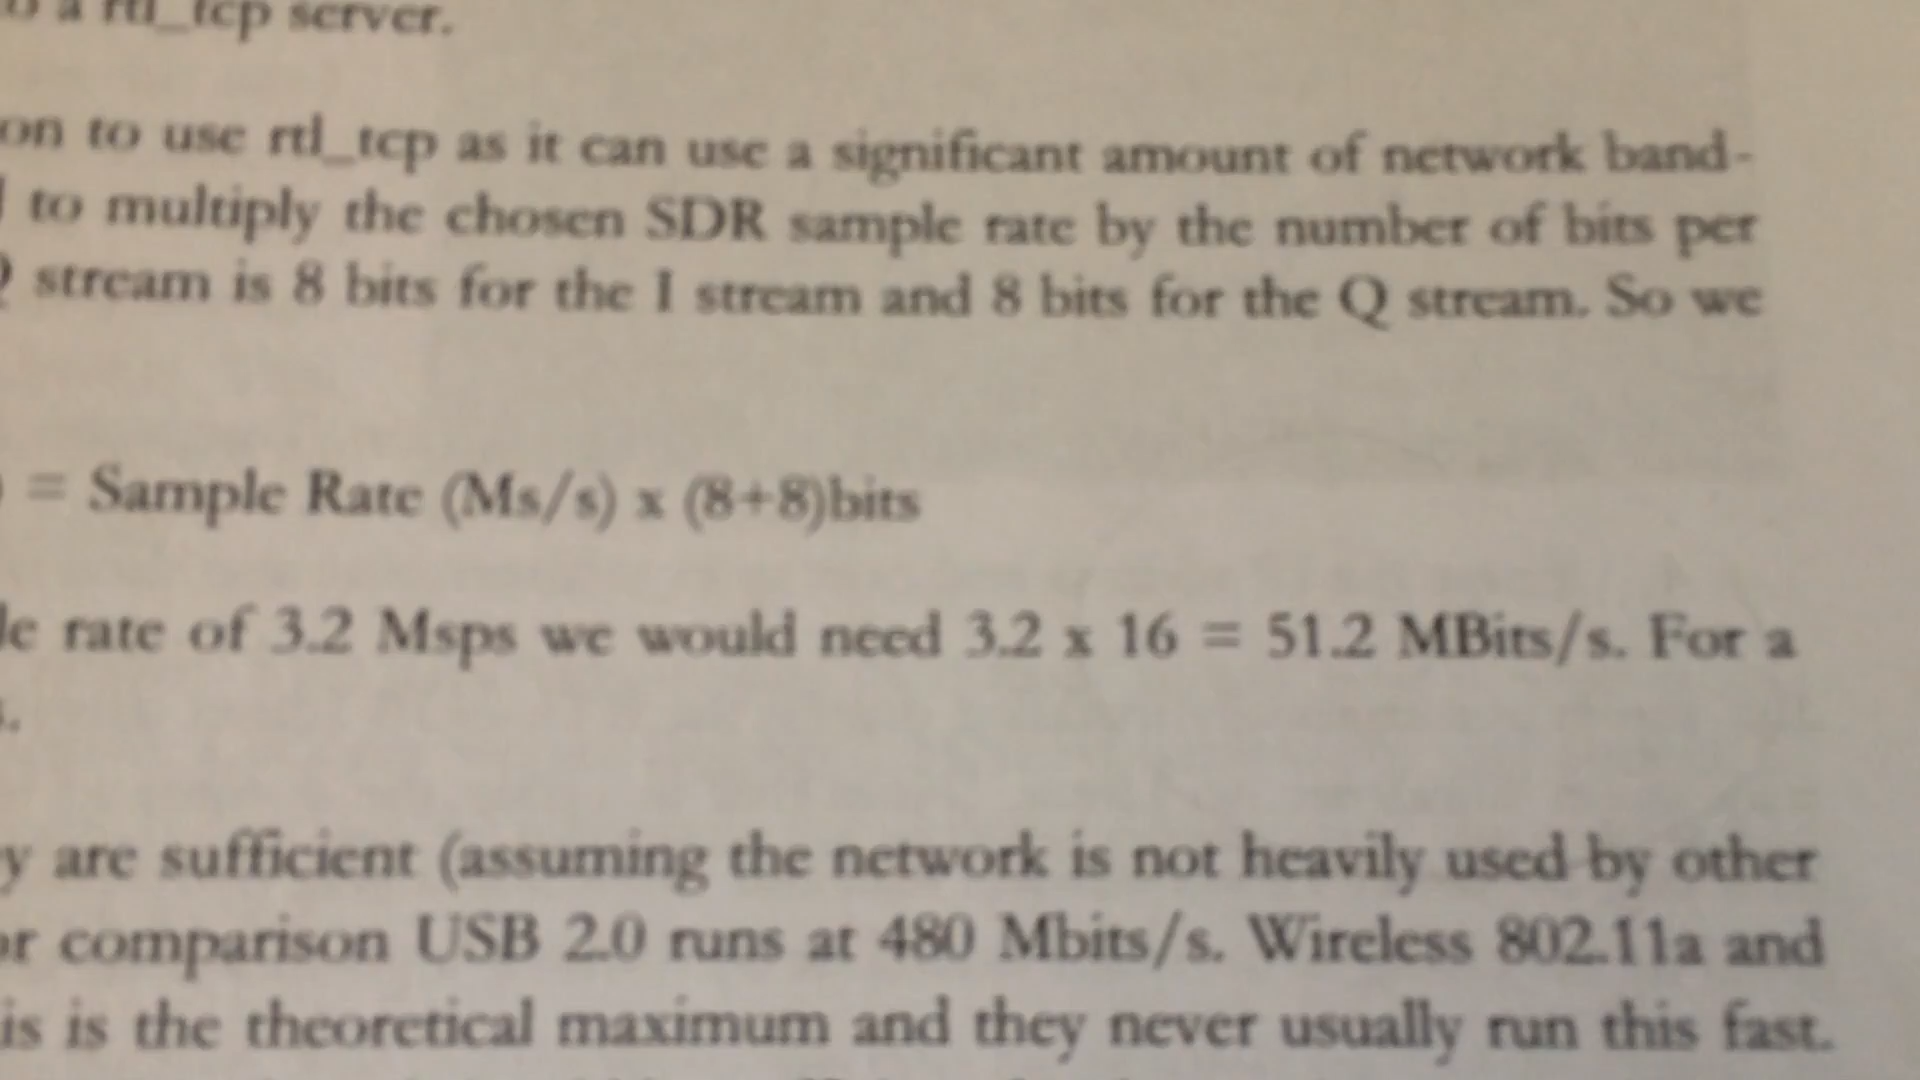 a rtl_tcp server.
on to use rtl_tcp as it can use a significant amount of network band-
to multiply the chosen SDR sample rate by the number of bits per
stream is 8 bits for the I stream and 8 bits for the Q stream. So we
= Sample Rate (Ms/s) x (8+8)bits
le rate of 3.2 Msps we would need 3.2 x 16 = 51.2 MBits/s. For a
s.
y are sufficient (assuming the network is not heavily used by other
or comparison USB 2.0 runs at 480 Mbits/s. Wireless 802.11a and
is is the theoretical maximum and they never usually run this fast.